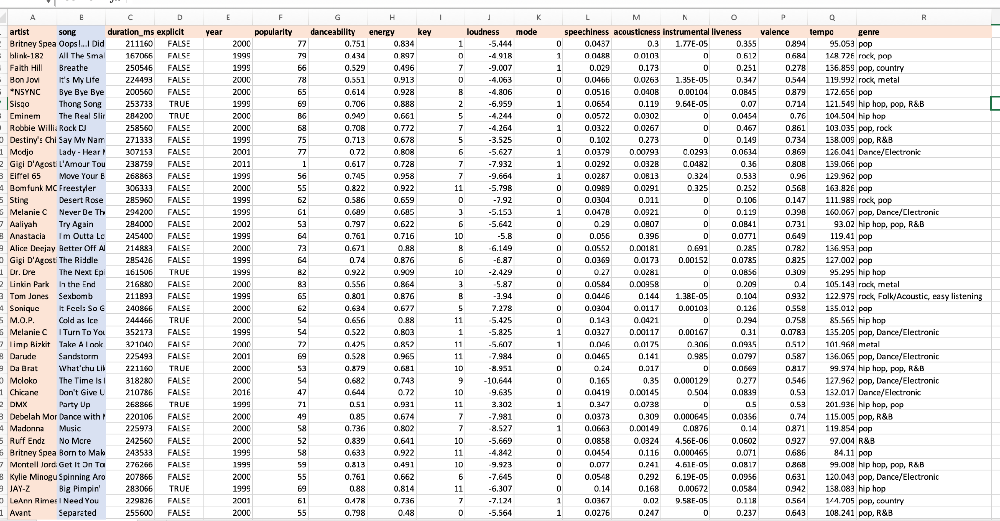 A B C D E F G H I J K L M N O P Q R
artist song duration_ms explicit year popularity danceability energy key loudness mode speechiness acousticness instrumental liveness valence tempo genre
Britney Spea Oops!...I Did 211160 FALSE 2000 77 0.751 0.834 1 -5.444 0 0.0437 0.3 1.77E-05 0.355 0.894 95.053 pop
blink-182 All The Smal 167066 FALSE 1999 79 0.434 0.897 0 -4.918 1 0.0488 0.0103 0 0.612 0.684 148.726 rock, pop
Faith Hill Breathe 250546 FALSE 1999 66 0.529 0.496 7 -9.007 1 0.029 0.173 0 0.251 0.278 136.859 pop, country
Bon Jovi It's My Life 224493 FALSE 2000 78 0.551 0.913 0 -4.063 0 0.0466 0.0263 1.35E-05 0.347 0.544 119.992 rock, metal
*NSYNC Bye Bye Bye 200560 FALSE 2000 65 0.614 0.928 8 -4.806 0 0.0516 0.0408 0.00104 0.0845 0.879 172.656 pop
Sisqo Thong Song 253733 TRUE 1999 69 0.706 0.888 2 -6.959 1 0.0654 0.119 9.64E-05 0.07 0.714 121.549 hip hop, pop, R&B
Eminem The Real Slir 284200 TRUE 2000 86 0.949 0.661 5 -4.244 0 0.0572 0.0302 0 0.0454 0.76 104.504 hip hop
Robbie Willia Rock DJ 258560 FALSE 2000 68 0.708 0.772 7 -4.264 1 0.0322 0.0267 0 0.467 0.861 103.035 pop, rock
Destiny's Chi Say My Nam 271333 FALSE 1999 75 0.713 0.678 5 -3.525 0 0.102 0.273 0 0.149 0.734 138.009 pop, R&B
Modjo Lady - Hear M 307153 FALSE 2001 77 0.72 0.808 6 -5.627 1 0.0379 0.00793 0.0293 0.0634 0.869 126.041 Dance/Electronic
Gigi D'Agosti L'Amour Tou 238759 FALSE 2011 1 0.617 0.728 7 -7.932 1 0.0292 0.0328 0.0482 0.36 0.808 139.066 pop
Eiffel 65 Move Your B 268863 FALSE 1999 56 0.745 0.958 7 -9.664 1 0.0287 0.0813 0.324 0.533 0.96 129.962 pop
Bomfunk MC Freestyler 306333 FALSE 2000 55 0.822 0.922 11 -5.798 0 0.0989 0.0291 0.325 0.252 0.568 163.826 pop
Sting Desert Rose 285960 FALSE 1999 62 0.586 0.659 0 -7.92 0 0.0304 0.011 0 0.106 0.147 111.989 rock, pop
Melanie C Never Be The 294200 FALSE 1999 61 0.689 0.685 3 -5.153 1 0.0478 0.0921 0 0.119 0.398 160.067 pop, Dance/Electronic
Aaliyah Try Again 284000 FALSE 2002 53 0.797 0.622 6 -5.642 0 0.29 0.0807 0 0.0841 0.731 93.02 hip hop, pop, R&B
Anastacia I'm Outta Lo 245400 FALSE 1999 64 0.761 0.716 10 -5.8 0 0.056 0.396 0 0.0771 0.649 119.41 pop
Alice Deejay Better Off Al 214883 FALSE 2000 73 0.671 0.88 8 -6.149 0 0.0552 0.00181 0.691 0.285 0.782 136.953 pop
Gigi D'Agosti The Riddle 285426 FALSE 1999 64 0.74 0.876 6 -6.87 0 0.0369 0.0173 0.00152 0.0785 0.825 127.002 pop
Dr. Dre The Next Epi 161506 TRUE 1999 82 0.922 0.909 10 -2.429 0 0.27 0.0281 0 0.0856 0.309 95.295 hip hop
Linkin Park In the End 216880 FALSE 2000 83 0.556 0.864 3 -5.87 0 0.0584 0.00958 0 0.209 0.4 105.143 rock, metal
Tom Jones Sexbomb 211893 FALSE 1999 65 0.801 0.876 8 -3.94 0 0.0446 0.144 1.38E-05 0.104 0.932 122.979 rock, Folk/Acoustic, easy listening
Sonique It Feels So G 240866 FALSE 2000 62 0.634 0.677 5 -7.278 0 0.0304 0.0117 0.00103 0.126 0.558 135.012 pop
M.O.P. Cold as Ice 244466 TRUE 2000 54 0.656 0.88 11 -5.425 0 0.143 0.0421 0 0.294 0.758 85.565 hip hop
Melanie C I Turn To You 352173 FALSE 1999 54 0.522 0.803 1 -5.825 1 0.0327 0.00117 0.00167 0.31 0.0783 135.205 pop, Dance/Electronic
Limp Bizkit Take A Look 321040 FALSE 2000 72 0.425 0.852 11 -5.607 1 0.046 0.0175 0.306 0.0935 0.512 101.968 metal
Darude Sandstorm 225493 FALSE 2001 69 0.528 0.965 11 -7.984 0 0.0465 0.141 0.985 0.0797 0.587 136.065 pop, Dance/Electronic
Da Brat What'chu Lik 221160 TRUE 2000 53 0.879 0.681 10 -8.951 0 0.24 0.017 0 0.0669 0.817 99.974 hip hop, pop, R&B
Moloko The Time Is 318280 FALSE 2000 54 0.682 0.743 9 -10.644 0 0.165 0.35 0.000129 0.277 0.546 127.962 pop, Dance/Electronic
Chicane Don't Give U 210786 FALSE 2016 47 0.644 0.72 10 -9.635 0 0.0419 0.00145 0.504 0.0839 0.53 132.017 Dance/Electronic
DMX Party Up 268866 TRUE 1999 71 0.51 0.931 11 -3.302 1 0.347 0.0738 0 0.5 0.53 201.936 hip hop, pop
Debelah Mor Dance with M 220106 FALSE 2000 49 0.85 0.674 7 -7.981 0 0.0373 0.309 0.000645 0.0356 0.74 115.005 pop, R&B
Madonna Music 225973 FALSE 2000 58 0.736 0.802 7 -8.527 1 0.0663 0.00149 0.0876 0.14 0.871 119.854 pop
Ruff Endz No More 242560 FALSE 2000 52 0.839 0.641 10 -5.669 0 0.0858 0.0324 4.56E-06 0.0602 0.927 97.004 R&B
Britney Spea Born to Make 243533 FALSE 1999 58 0.633 0.922 11 -4.842 0 0.0454 0.116 0.000465 0.071 0.686 84.11 pop
Montell Jord Get It On Tor 276266 FALSE 1999 59 0.813 0.491 10 -9.923 0 0.077 0.241 4.61E-05 0.0817 0.868 99.008 hip hop, pop, R&B
Kylie Minogu Spinning Aro 207866 FALSE 2000 55 0.761 0.662 6 -7.645 0 0.0548 0.292 6.19E-05 0.0956 0.631 120.043 pop, Dance/Electronic
JAY-Z Big Pimpin' 283066 TRUE 1999 69 0.88 0.814 11 -6.307 0 0.14 0.168 0.00672 0.0584 0.942 138.083 hip hop
LeAnn Rimes I Need You 229826 FALSE 2001 61 0.478 0.736 7 -7.124 1 0.0367 0.02 9.58E-05 0.118 0.564 144.705 pop, country
Avant Separated 255600 FALSE 2000 55 0.798 0.48 0 -5.564 1 0.0276 0.247 0 0.237 0.643 108.241 pop, R&B